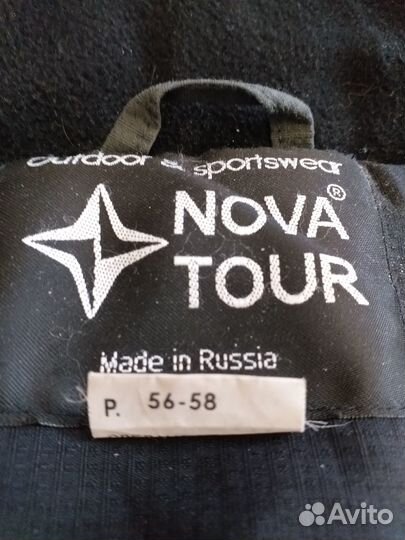 outdoor & sportswear
NOVA®
TOUR
Made in Russia
P. 56-58
Avito